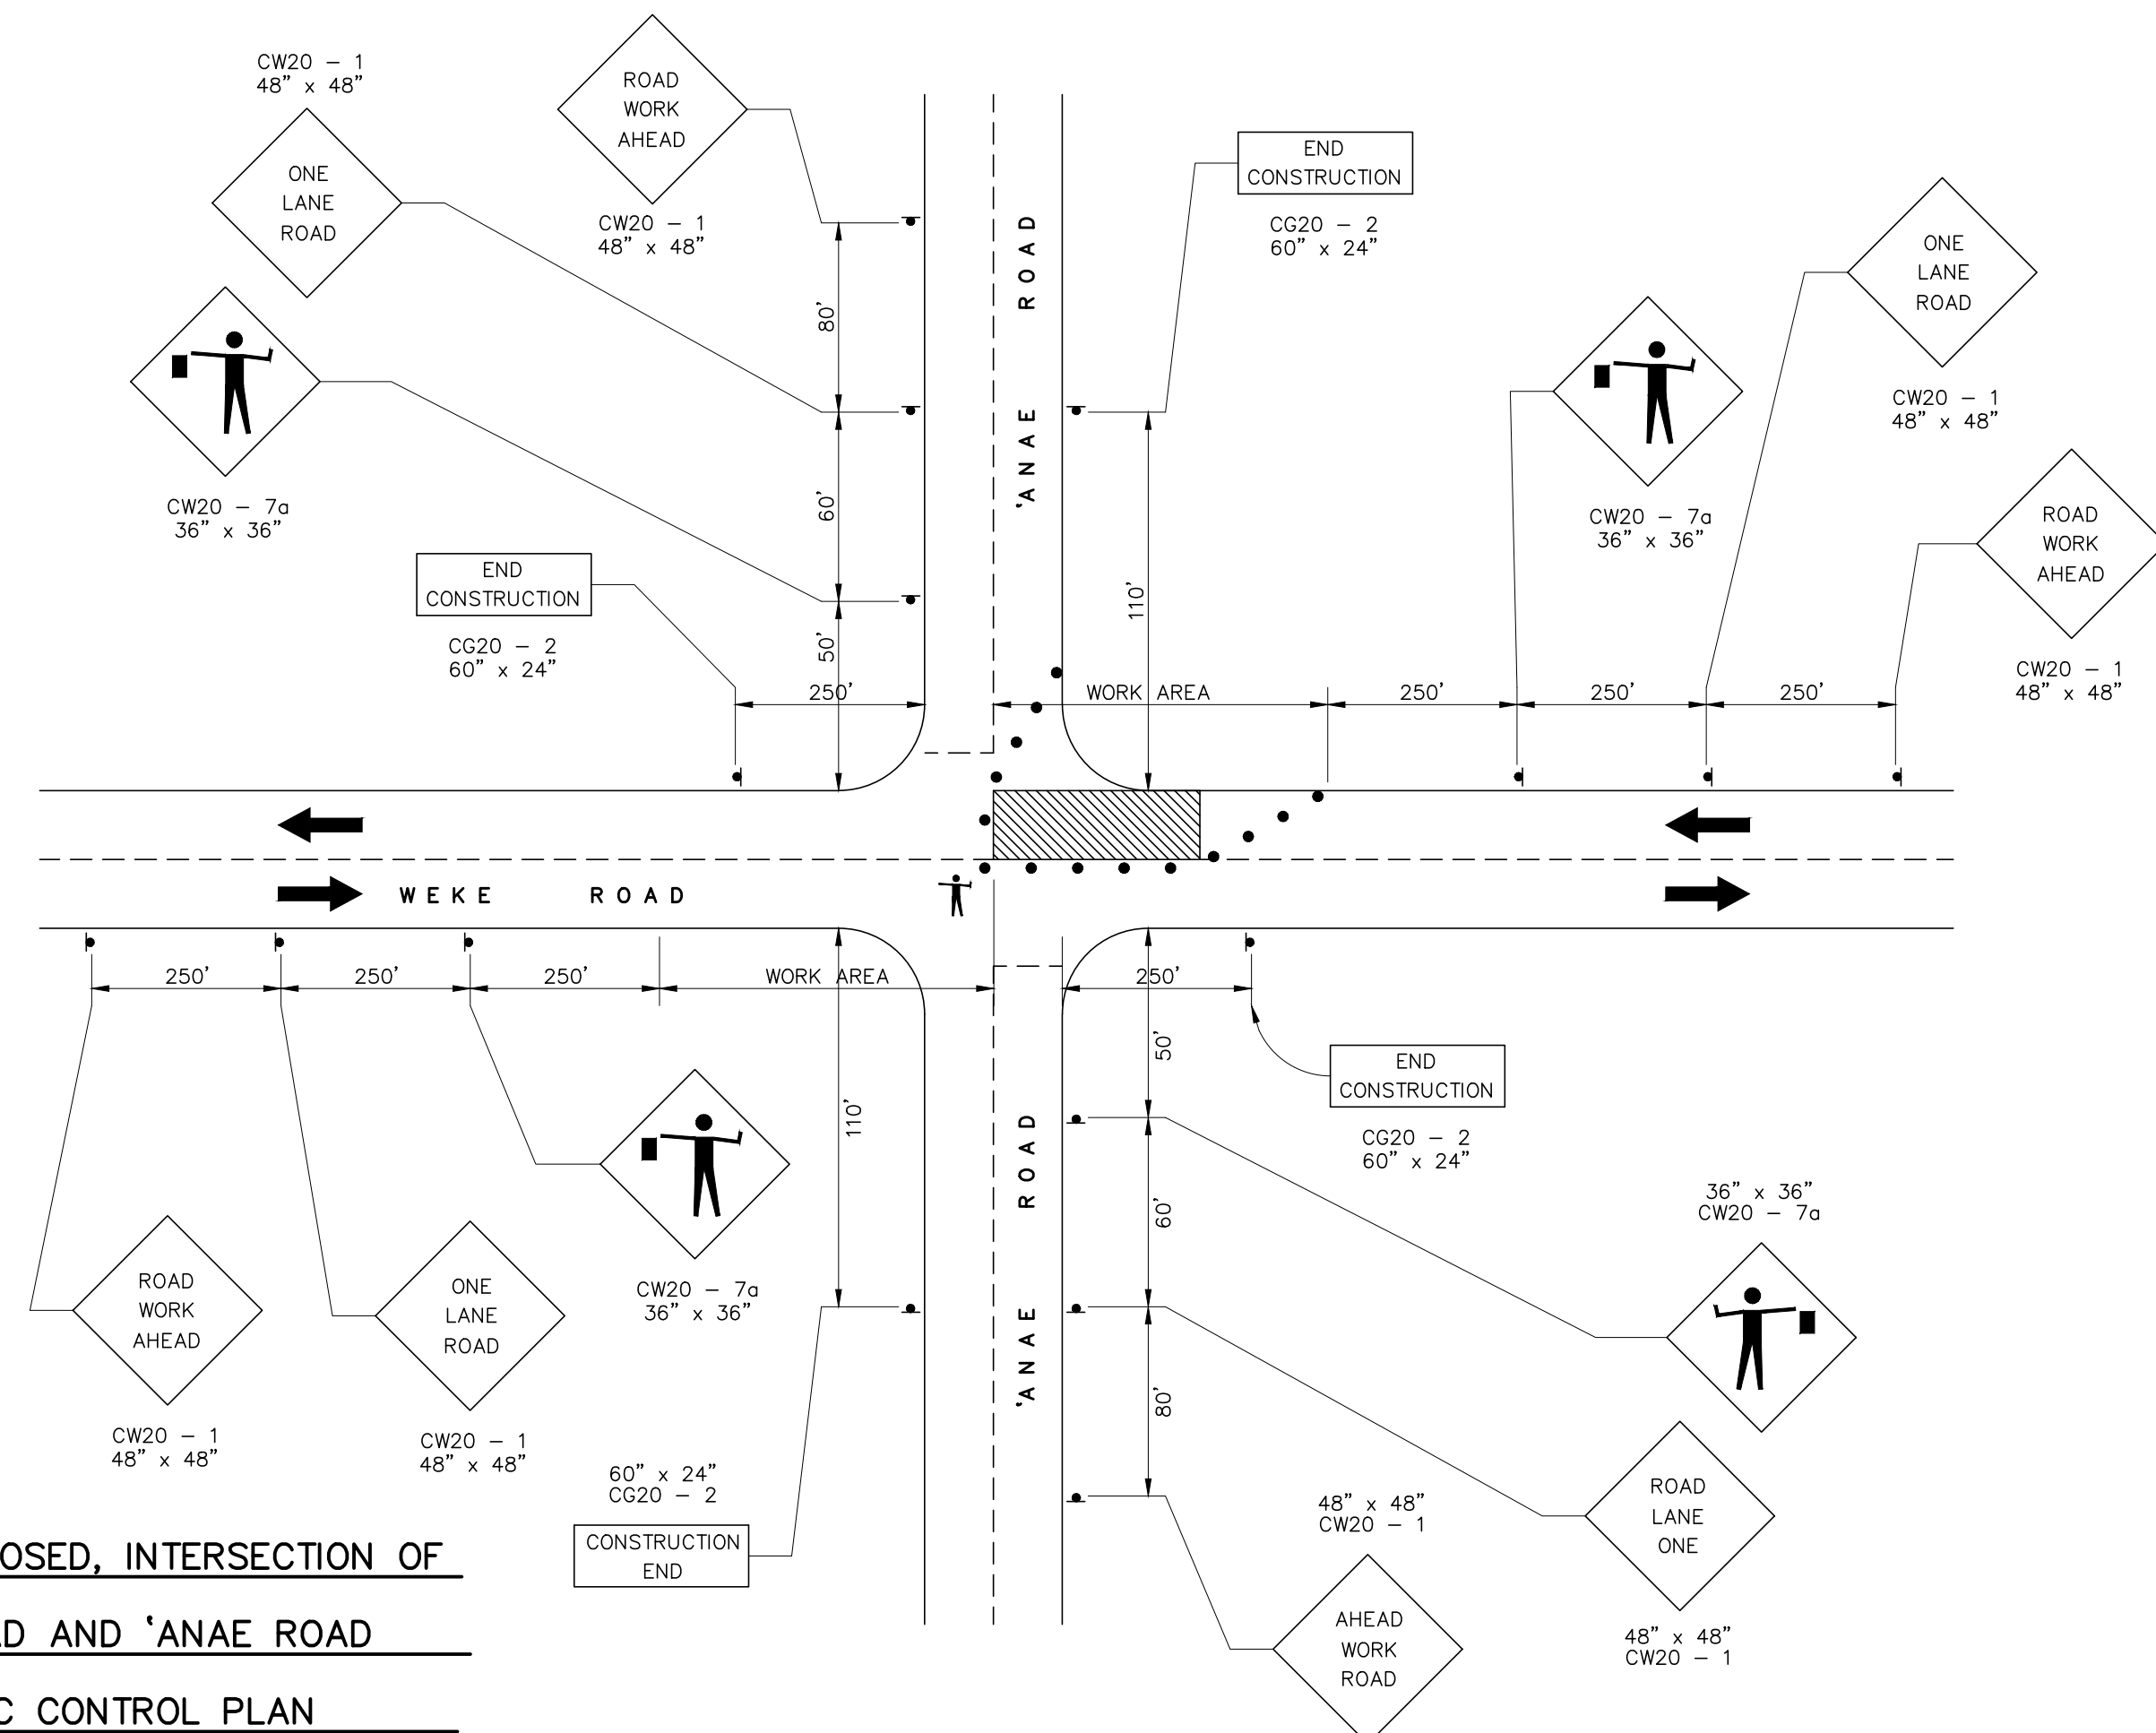 CW20 – 1
48" x 48"
ONE
LANE
ROAD
ROAD
WORK
AHEAD
CW20 – 1
48" x 48"
CW20 – 7a
36" x 36"
END
CONSTRUCTION
CG20 – 2
60" x 24"
80'
60'
50'
250'
'ANAE ROAD
END
CONSTRUCTION
CG20 – 2
60" x 24"
110'
WORK AREA
250'
250'
250'
CW20 – 7a
36" x 36"
ONE
LANE
ROAD
CW20 – 1
48" x 48"
ROAD
WORK
AHEAD
CW20 – 1
48" x 48"
WEKE ROAD
250'
250'
250'
WORK AREA
250'
110'
50'
60'
80'
'ANAE ROAD
END
CONSTRUCTION
CG20 – 2
60" x 24"
ROAD
WORK
AHEAD
CW20 – 1
48" x 48"
ONE
LANE
ROAD
CW20 – 1
48" x 48"
CW20 – 7a
36" x 36"
60" x 24"
CG20 – 2
CONSTRUCTION
END
36" x 36"
CW20 – 7a
ROAD
LANE
ONE
48" x 48"
CW20 – 1
48" x 48"
CW20 – 1
AHEAD
WORK
ROAD
OSED, INTERSECTION OF
D AND 'ANAE ROAD
C CONTROL PLAN